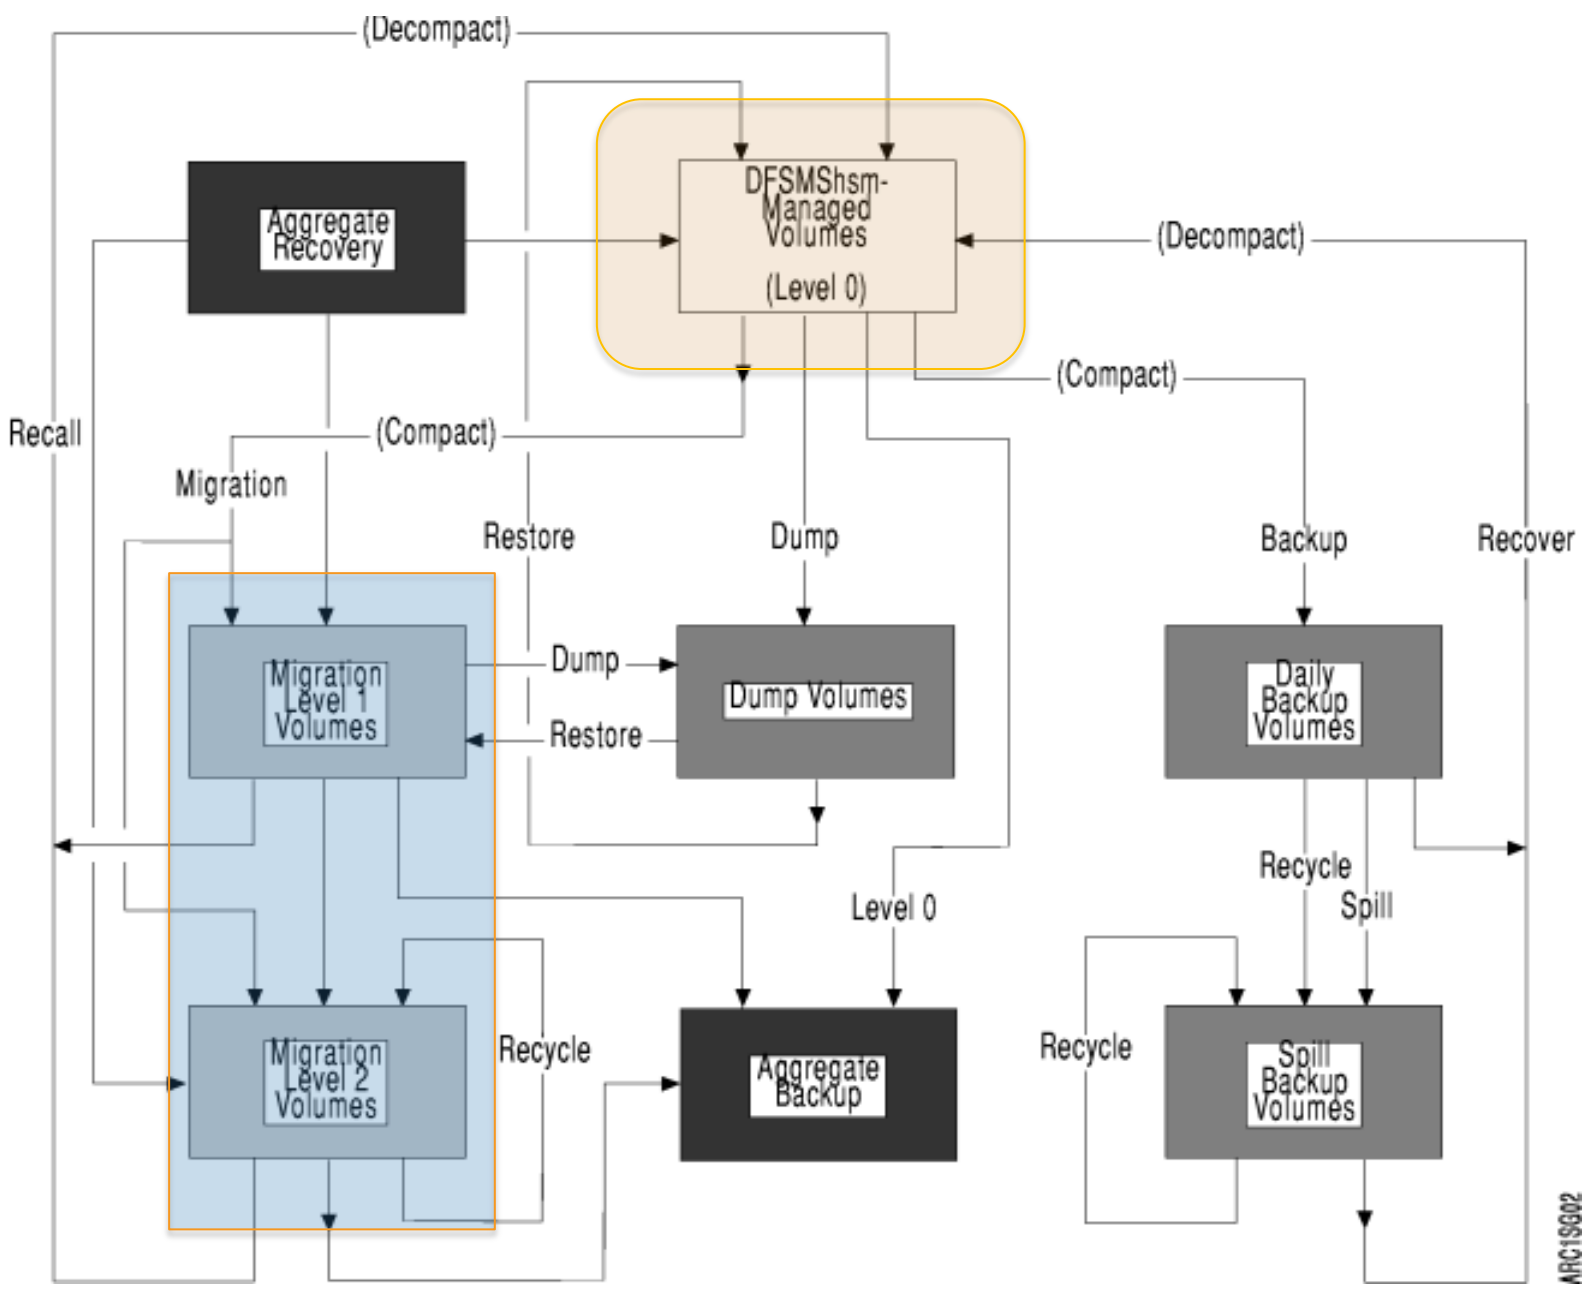 (Decompact)
Aggregate
Recovery
DFSMShsm-
Managed
Volumes
(Level 0)
(Decompact)
(Compact)
Recall
(Compact)
Migration
Restore
Dump
Backup
Recover
Migration
Level 1
Volumes
Dump
Restore
Dump Volumes
Daily
Backup
Volumes
Recycle
Spill
Level 0
Migration
Level 2
Volumes
Recycle
Aggregate
Backup
Recycle
Spill
Backup
Volumes
ARC1SG02